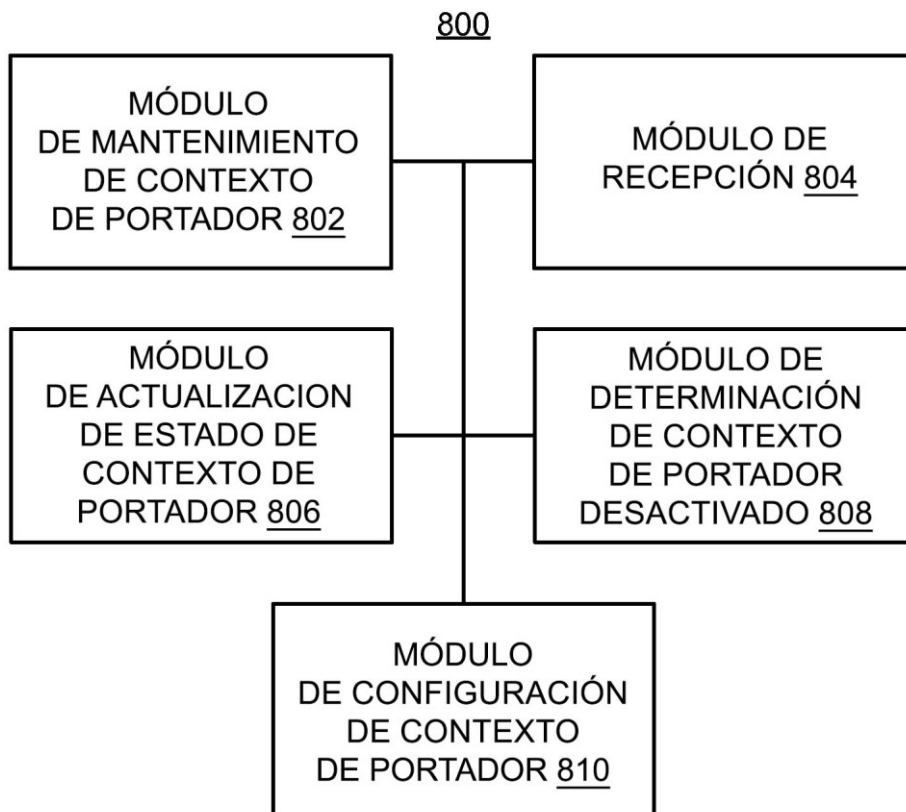 800
MÓDULO
DE MANTENIMIENTO
DE CONTEXTO
DE PORTADOR 802
MÓDULO DE
RECEPCIÓN 804
MÓDULO
DE ACTUALIZACION
DE ESTADO DE
CONTEXTO DE
PORTADOR 806
MÓDULO DE
DETERMINACIÓN
DE CONTEXTO
DE PORTADOR
DESACTIVADO 808
MÓDULO
DE CONFIGURACIÓN
DE CONTEXTO
DE PORTADOR 810